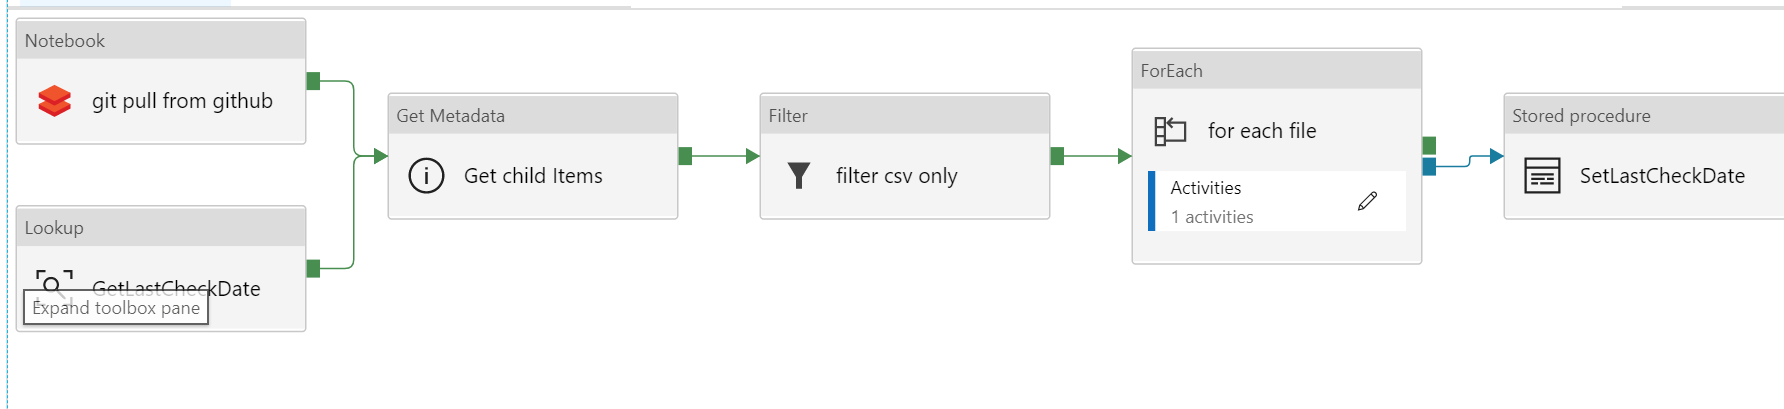 Notebook
git pull from github
Lookup
GetLastCheckDate
Expand toolbox pane
Get Metadata
Get child Items
Filter
filter csv only
ForEach
for each file
Activities
1 activities
Stored procedure
SetLastCheckDate